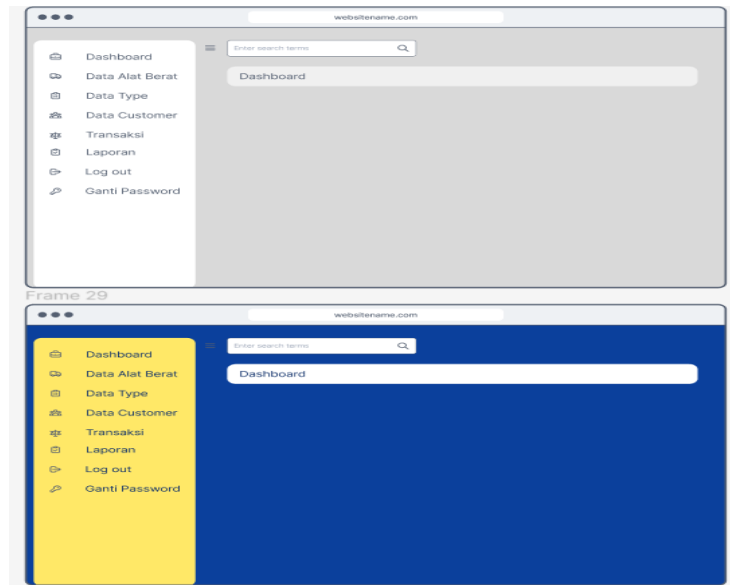 websitename.com
Enter search terms
Dashboard
Dashboard
Data Alat Berat
Data Type
Data Customer
Transaksi
Laporan
Log out
Ganti Password
Frame 29
websitename.com
Enter search terms
Dashboard
Dashboard
Data Alat Berat
Data Type
Data Customer
Transaksi
Laporan
Log out
Ganti Password